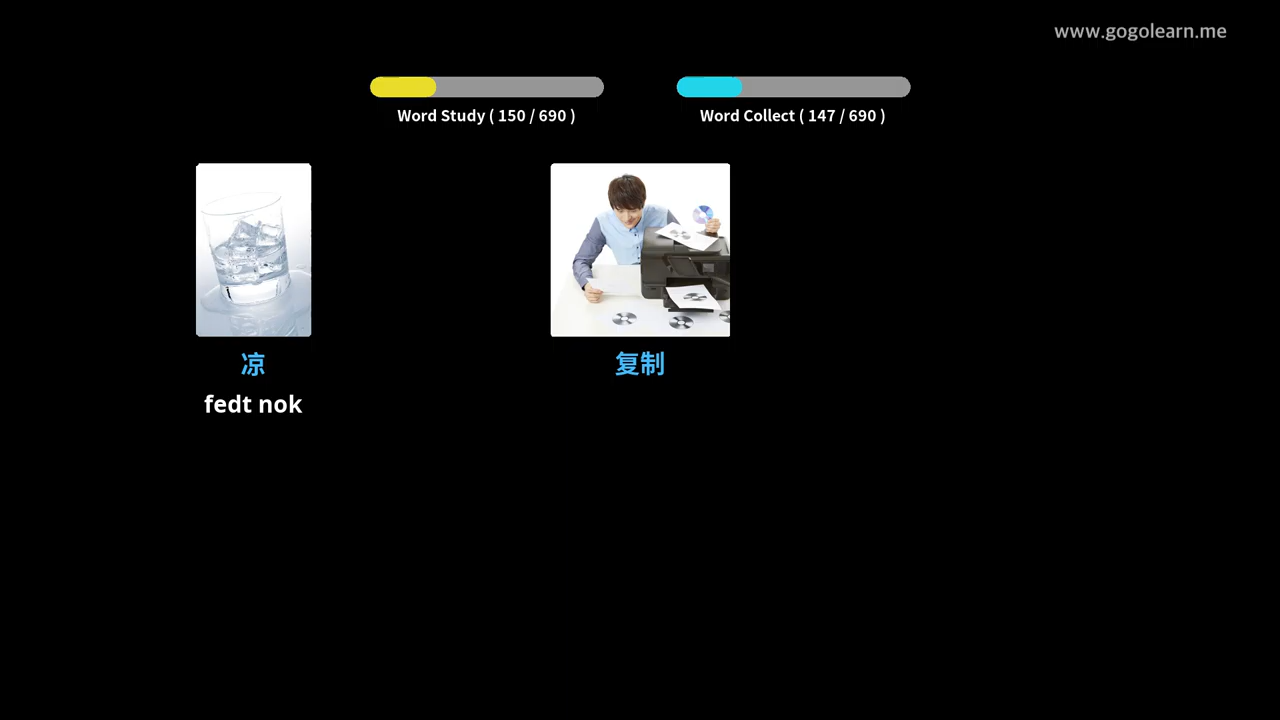 www.gogolearn.me
Word Study ( 150 / 690 )
Word Collect ( 147 / 690 )
凉
复制
fedt nok